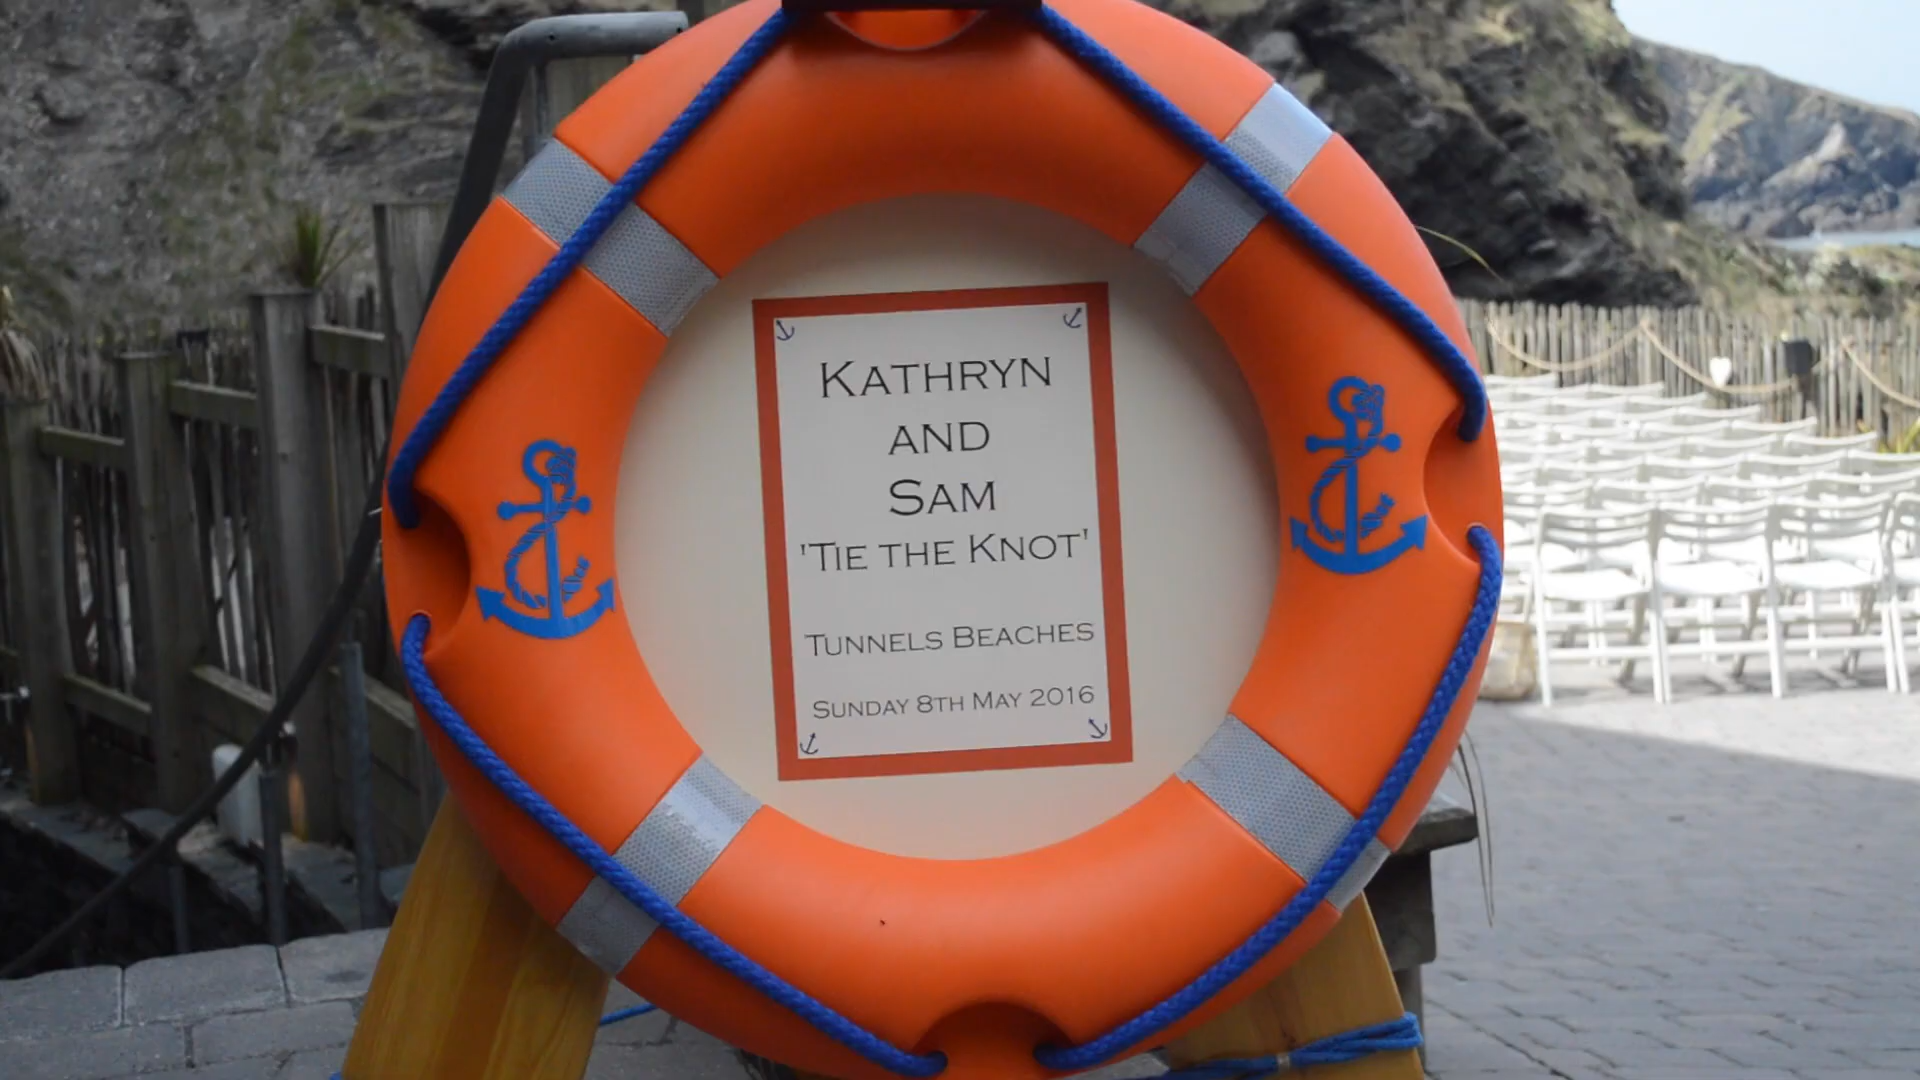 Kathryn
and
Sam
'Tie the Knot'
Tunnels Beaches
Sunday 8th May 2016